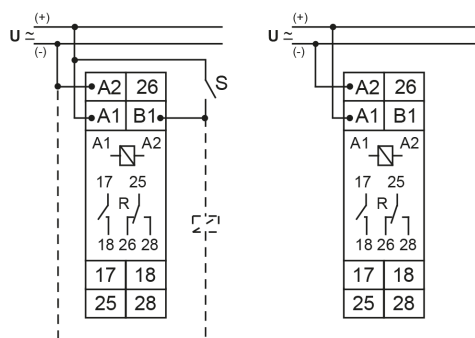 (+) (+)
U ≂ U ≂
(-) (-)
S
A2 26 A2 26
A1 B1 A1 B1
A1 A2 A1 A2
17 25 17 25
R R
18 26 28 18 26 28
17 18 17 18
25 28 25 28